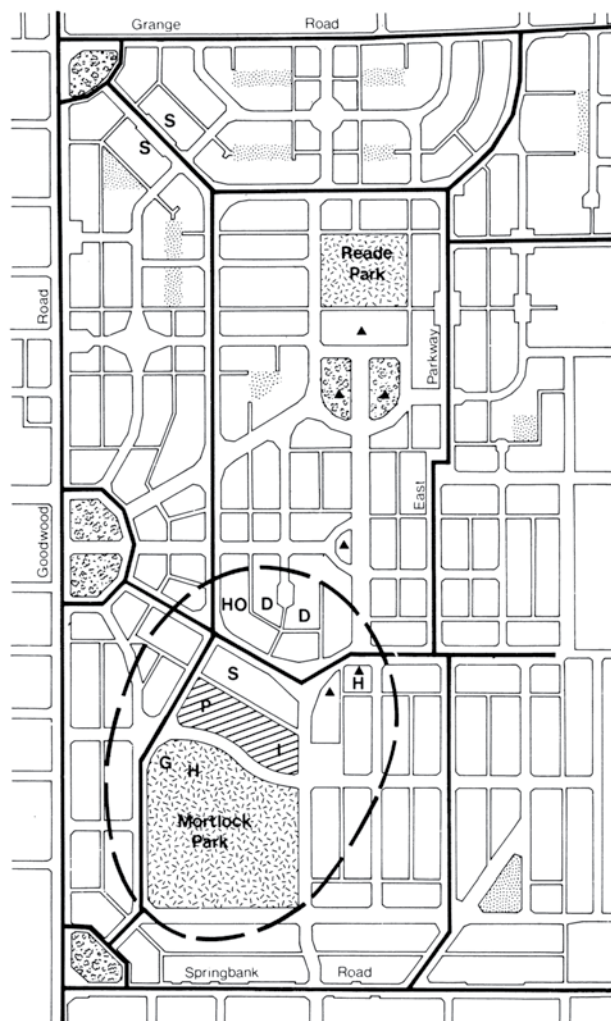 Grange Road
S
S
Reade
Park
Road
Parkway
Goodwood
East
HO D
D
S
H
P
I
G
H
Mortlock
Park
Springbank Road